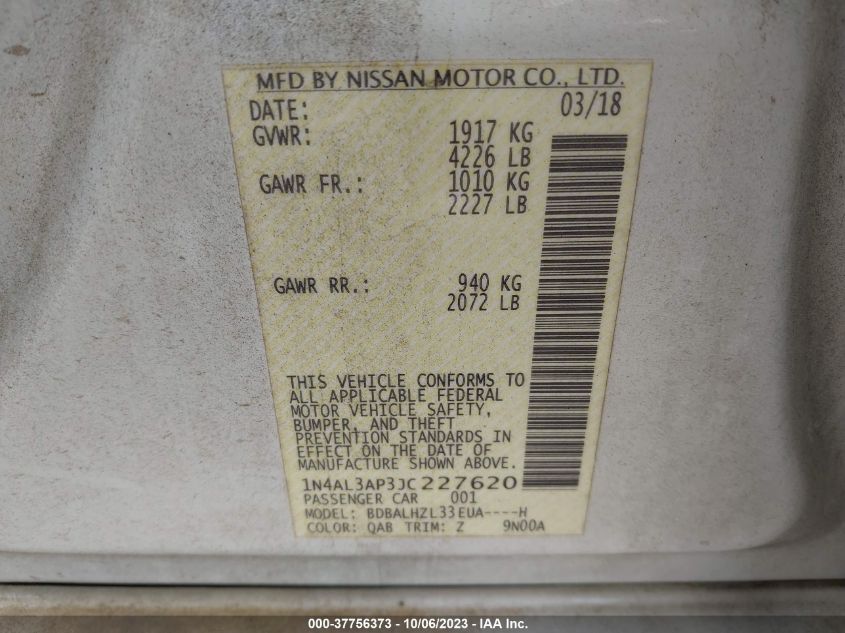 MFD BY NISSAN MOTOR CO., LTD.
DATE: 03/18
GVWR: 1917 KG
4226 LB
GAWR FR.: 1010 KG
2227 LB
GAWR RR.: 940 KG
2072 LB
THIS VEHICLE CONFORMS TO
ALL APPLICABLE FEDERAL
MOTOR VEHICLE SAFETY,
BUMPER, AND THEFT
PREVENTION STANDARDS IN
EFFECT ON THE DATE OF
MANUFACTURE SHOWN ABOVE.
1N4AL3AP3JC227620
PASSENGER CAR 001
MODEL: BDBALHZL33EUA----H
COLOR: QAB TRIM: Z 9N00A
000-37756373 - 10/06/2023 - IAA Inc.